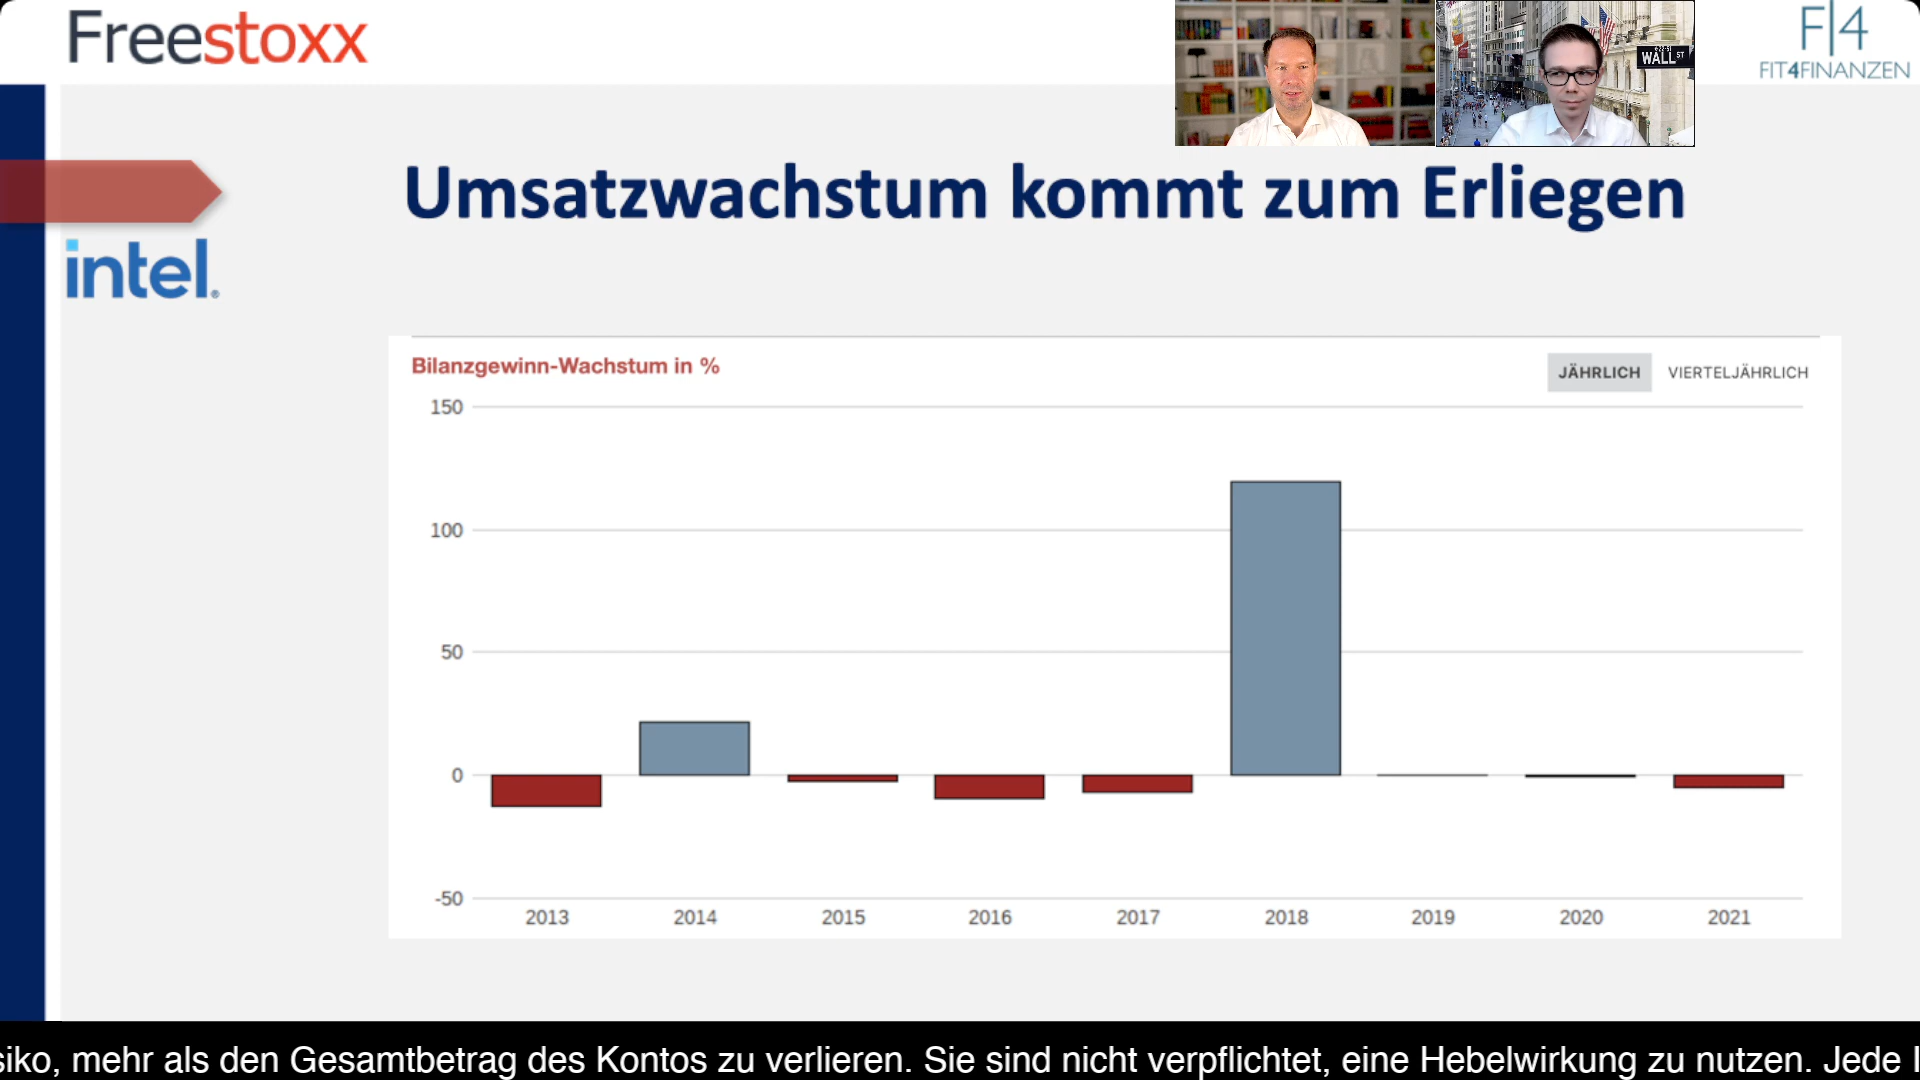 Freestoxx
WALL ST
F|4
FIT4FINANZEN
Umsatzwachstum kommt zum Erliegen
intel
Bilanzgewinn-Wachstum in %
JÄHRLICH VIERTELJÄHRLICH
150
100
50
0
-50
2013 2014 2015 2016 2017 2018 2019 2020 2021
siko, mehr als den Gesamtbetrag des Kontos zu verlieren. Sie sind nicht verpflichtet, eine Hebelwirkung zu nutzen. Jede